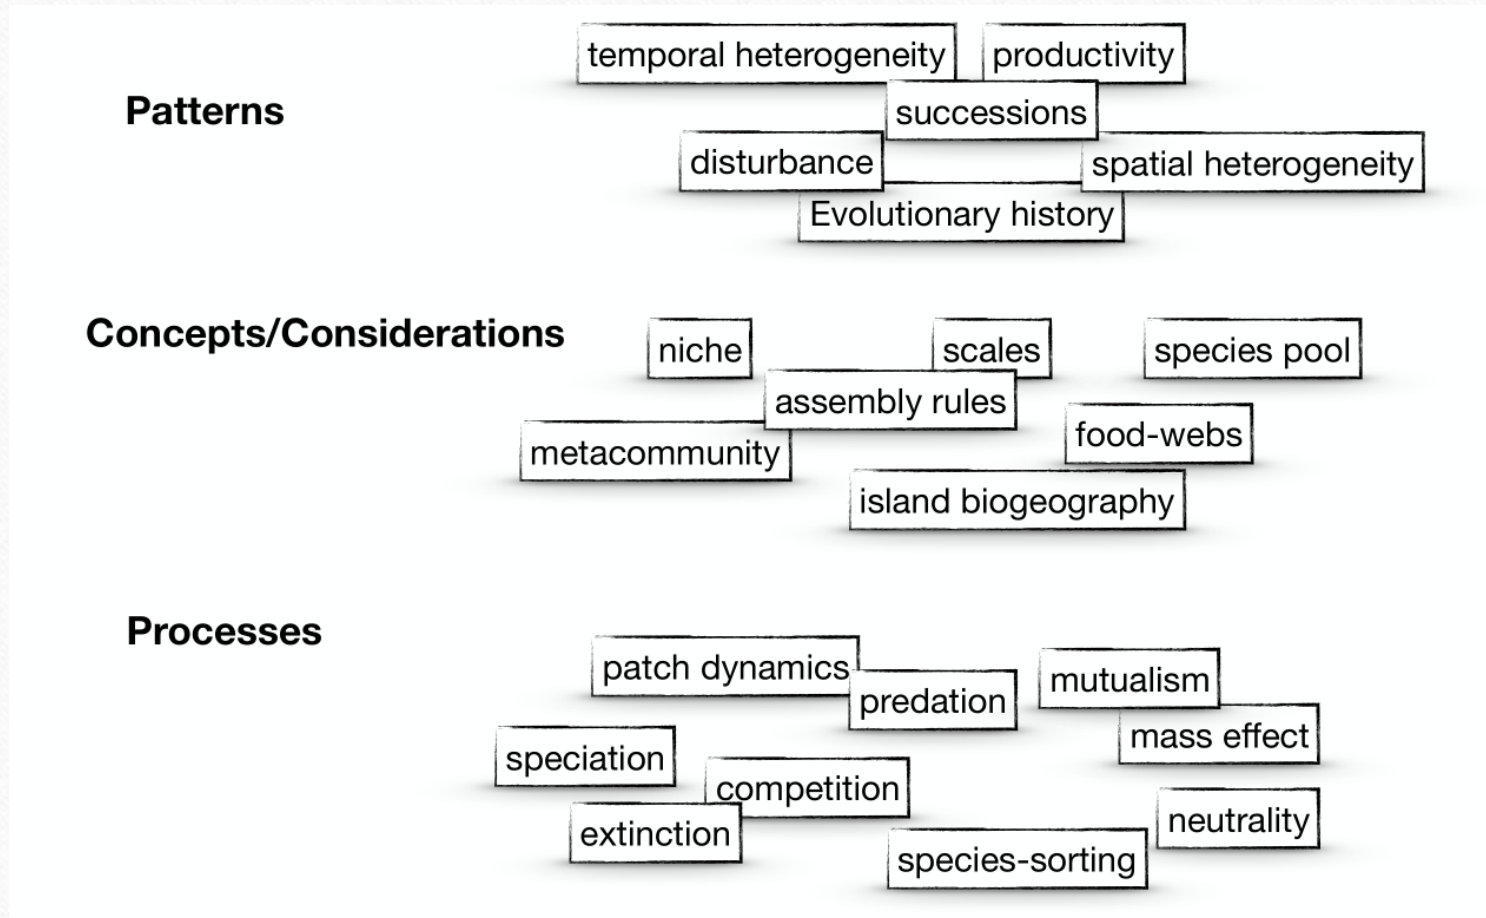 Patterns
temporal heterogeneity
productivity
successions
disturbance
spatial heterogeneity
Evolutionary history
Concepts/Considerations
niche
scales
species pool
assembly rules
food-webs
metacommunity
island biogeography
Processes
patch dynamics
predation
mutualism
mass effect
speciation
competition
extinction
neutrality
species-sorting